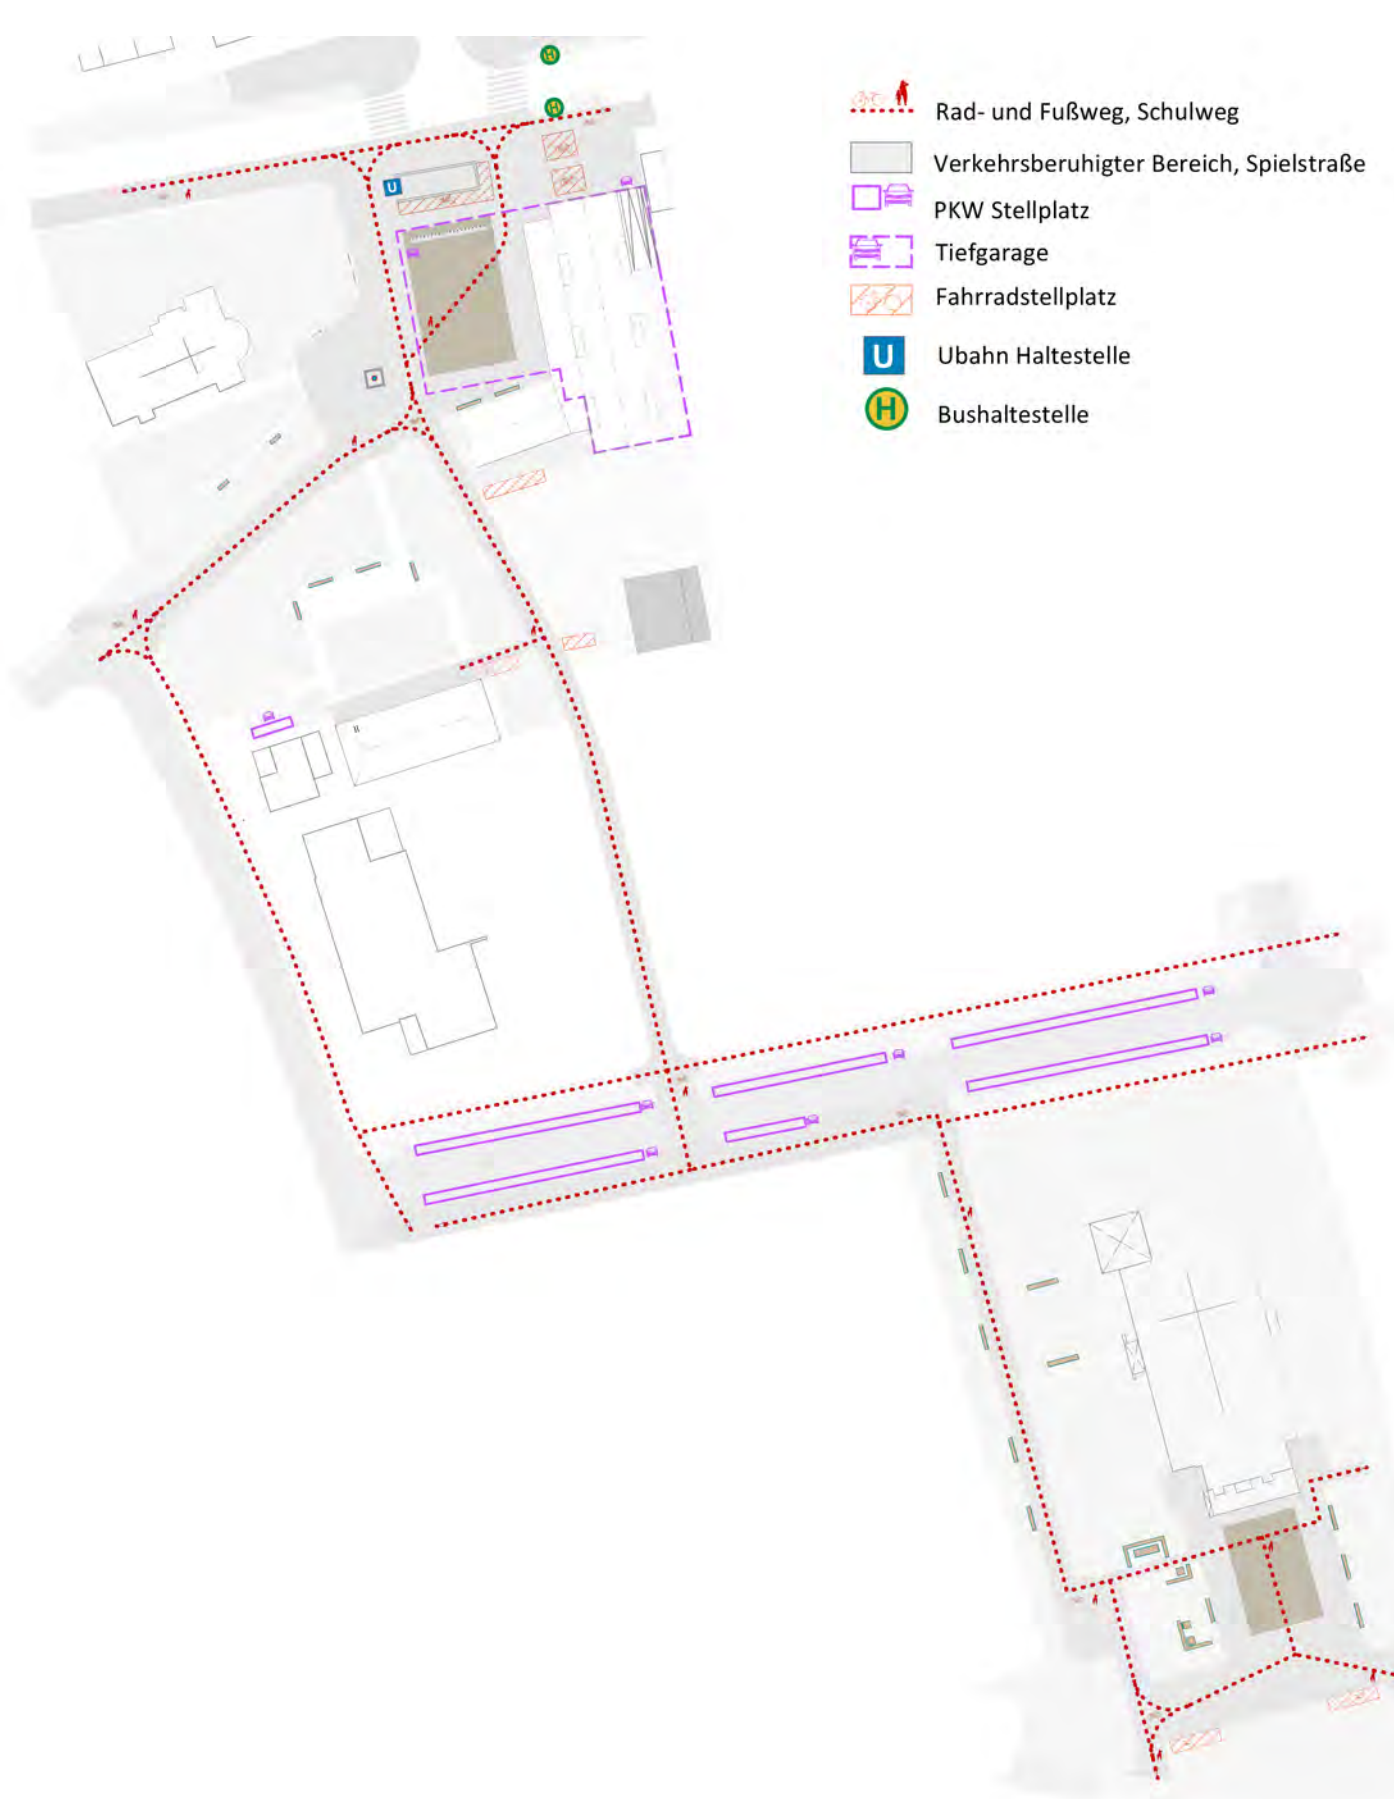 H
H
Rad- und Fußweg, Schulweg
Verkehrsberuhigter Bereich, Spielstraße
U
PKW Stellplatz
Tiefgarage
Fahrradstellplatz
U
Ubahn Haltestelle
H
Bushaltestelle